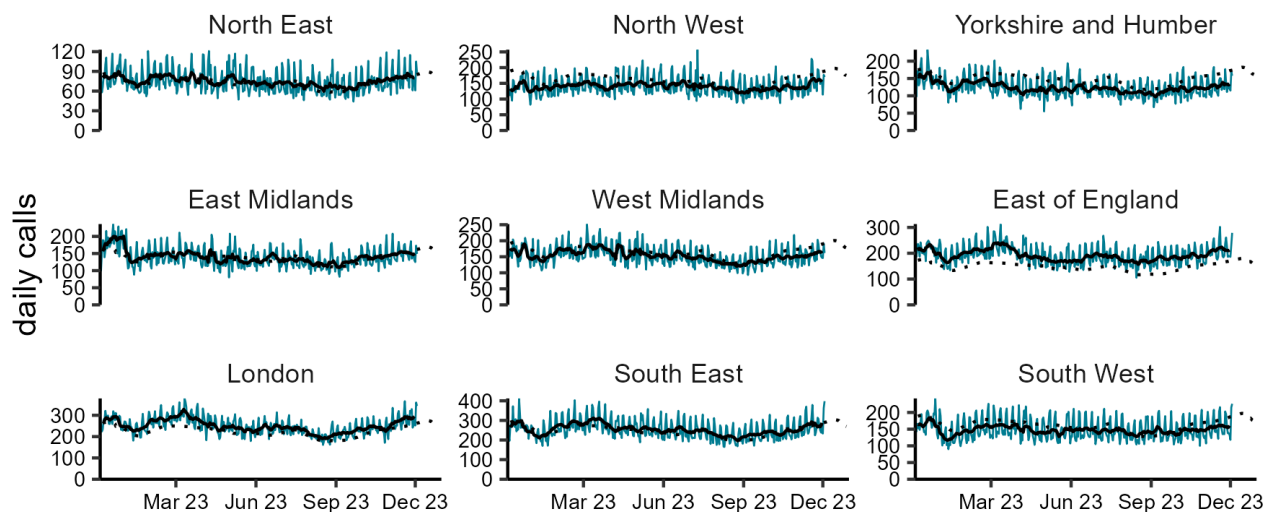 North East North West Yorkshire and Humber
120 250 200
90 200 150
60 150 100
30 100 50
0 50 0
0
East Midlands West Midlands East of England
200 250 300
150 200 200
100 150 100
50 100 0
0 50
0
daily calls
London South East South West
300 400 200
200 300 150
100 200 100
0 100 50
0 0
Mar 23 Jun 23 Sep 23 Dec 23 Mar 23 Jun 23 Sep 23 Dec 23 Mar 23 Jun 23 Sep 23 Dec 23